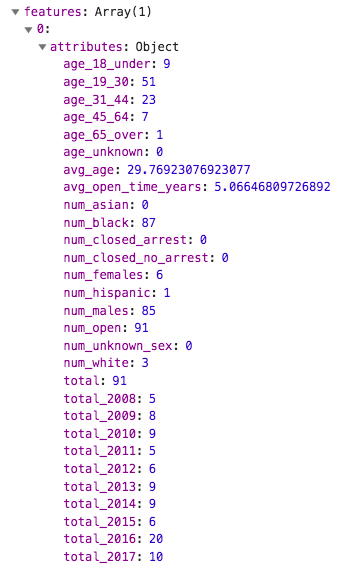 features: Array(1)
0:
attributes: Object
age_18_under: 9
age_19_30: 51
age_31_44: 23
age_45_64: 7
age_65_over: 1
age_unknown: 0
avg_age: 29.76923076923077
avg_open_time_years: 5.06646809726892
num_asian: 0
num_black: 87
num_closed_arrest: 0
num_closed_no_arrest: 0
num_females: 6
num_hispanic: 1
num_males: 85
num_open: 91
num_unknown_sex: 0
num_white: 3
total: 91
total_2008: 5
total_2009: 8
total_2010: 9
total_2011: 5
total_2012: 6
total_2013: 9
total_2014: 9
total_2015: 6
total_2016: 20
total_2017: 10